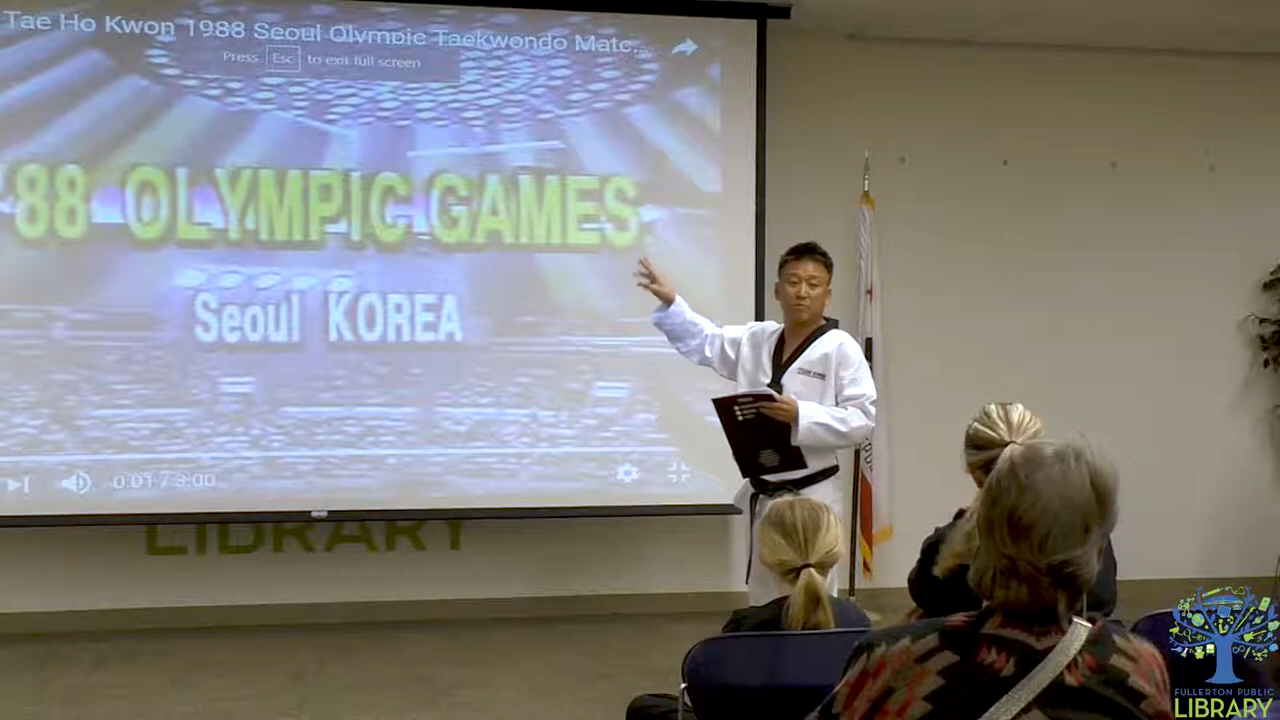 Tae Ho Kwon 1988 Seoul Olympic Taekwondo Matc...
Press Esc to exit full screen
88 OLYMPIC GAMES
Seoul KOREA
0:01 / 3:00
LIBRARY
FULLERTON PUBLIC
LIBRARY